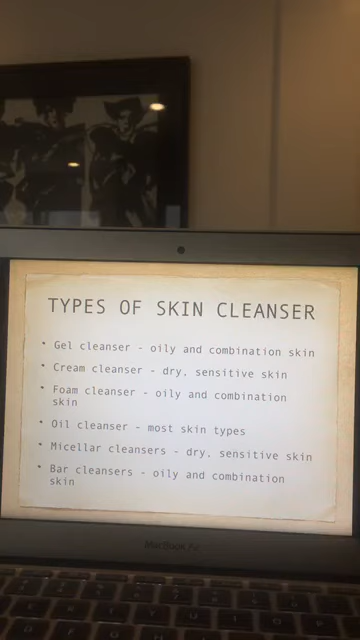 TYPES OF SKIN CLEANSER
• Gel cleanser - oily and combination skin
• Cream cleanser - dry, sensitive skin
• Foam cleanser - oily and combination
skin
• Oil cleanser - most skin types
• Micellar cleansers - dry, sensitive skin
• Bar cleansers - oily and combination
skin
MacBook Air